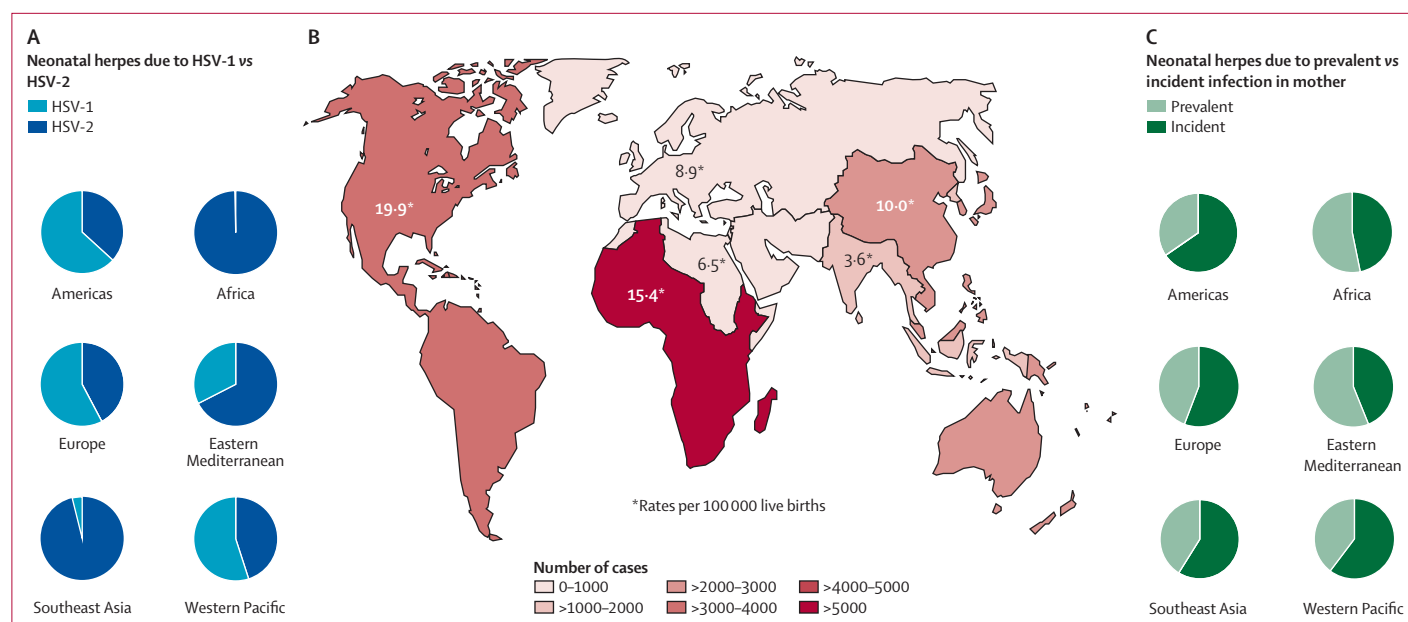 A
Neonatal herpes due to HSV-1 vs
HSV-2
HSV-1
HSV-2
Americas
Africa
Europe
Eastern
Mediterranean
Southeast Asia
Western Pacific
B
19·9*
8·9*
10·0*
6·5*
3·6*
15·4*
*Rates per 100 000 live births
Number of cases
0–1000
>2000–3000
>4000–5000
>1000–2000
>3000–4000
>5000
C
Neonatal herpes due to prevalent vs
incident infection in mother
Prevalent
Incident
Americas
Africa
Europe
Eastern
Mediterranean
Southeast Asia
Western Pacific